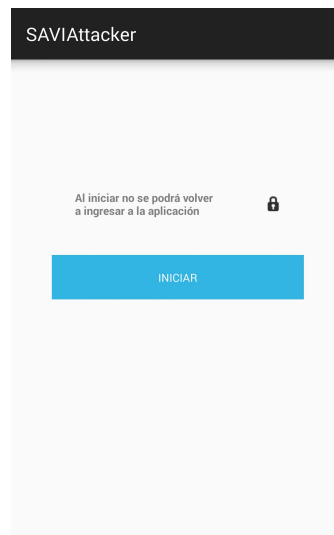 SAVIAttacker
Al iniciar no se podrá volver
a ingresar a la aplicación
INICIAR